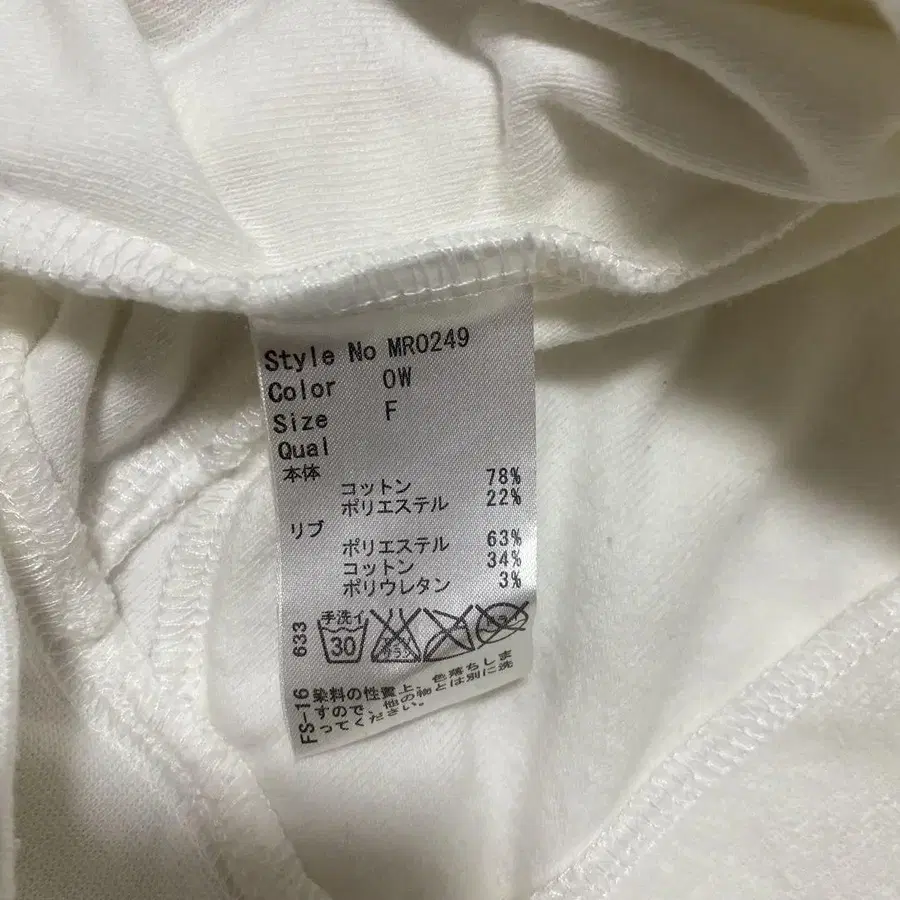 Style No MR0249
Color OW
Size F
Qual
本体
コットン 78%
ポリエステル 22%
リブ
ポリエステル 63%
コットン 34%
ポリウレタン 3%
633
手洗イ
30
FS-16
染料の性質上、色落ちしま
すので、他の物とは別に洗
ってください。